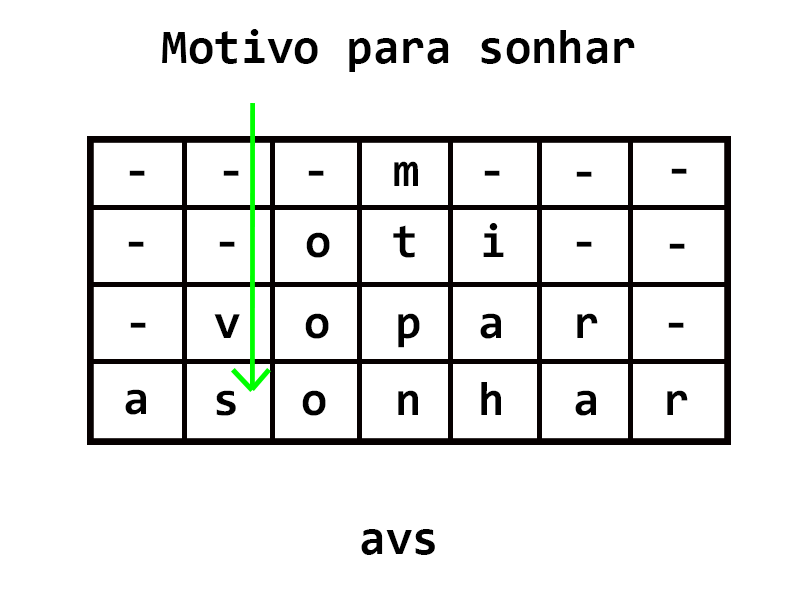 Motivo para sonhar
- - - m - - -
- - o t i - -
- v o p a r -
a s o n h a r
avs